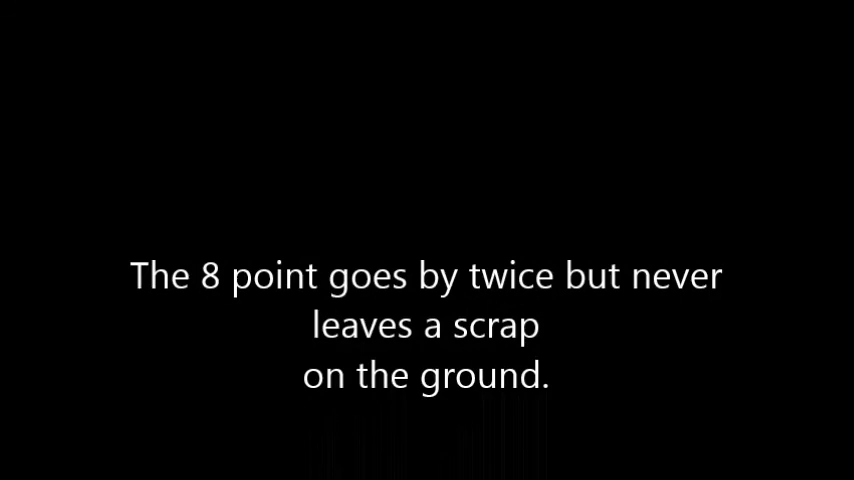 The 8 point goes by twice but never
leaves a scrap
on the ground.